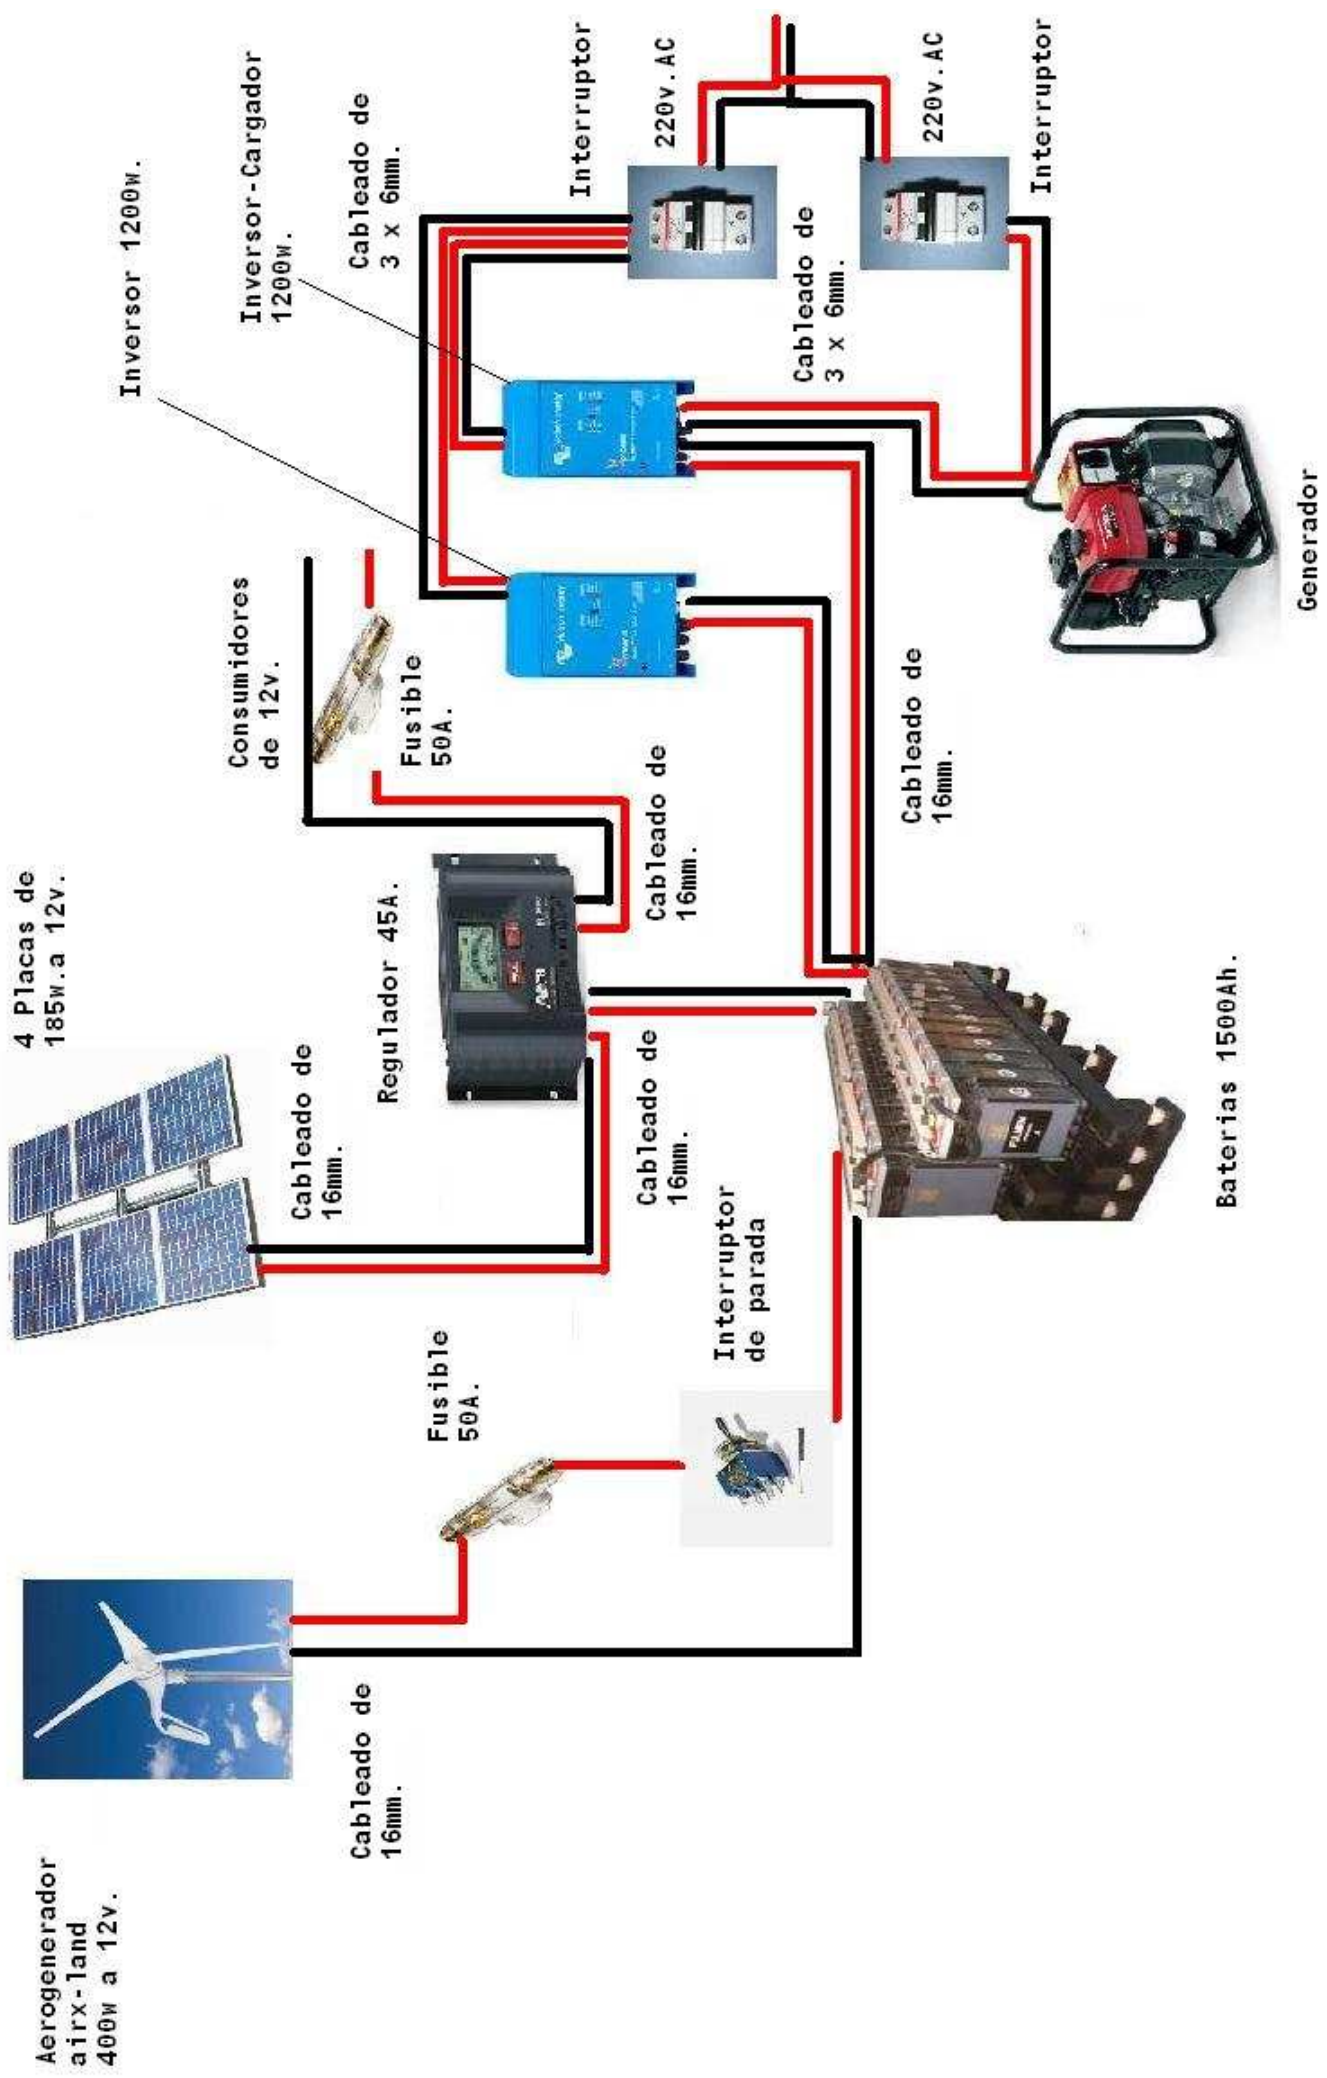 Aerogenerador
airx-land
400w a 12v.
Cableado de
16mm.
Fusible
50A.
Interruptor
de parada
4 Placas de
185w.a 12v.
Cableado de
16mm.
Regulador 45A.
Cableado de
16mm.
Cableado de
16mm.
Baterias 1500Ah.
Consumidores
de 12v.
Fusible
50A.
Cableado de
16mm.
Inversor 1200w.
Inversor-Cargador
1200w.
Cableado de
3 x 6mm.
Cableado de
3 x 6mm.
Interruptor
220v.AC
220v.AC
Interruptor
Generador